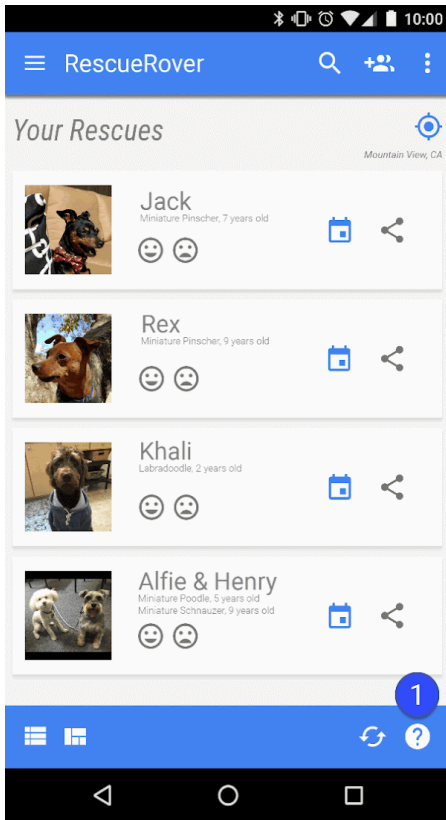 10:00
RescueRover
Your Rescues
Mountain View, CA
Jack
Miniature Pinscher, 7 years old
Rex
Miniature Pinscher, 9 years old
Khali
Labradoodle, 2 years old
Alfie & Henry
Miniature Poodle, 5 years old
Miniature Schnauzer, 9 years old
1
?